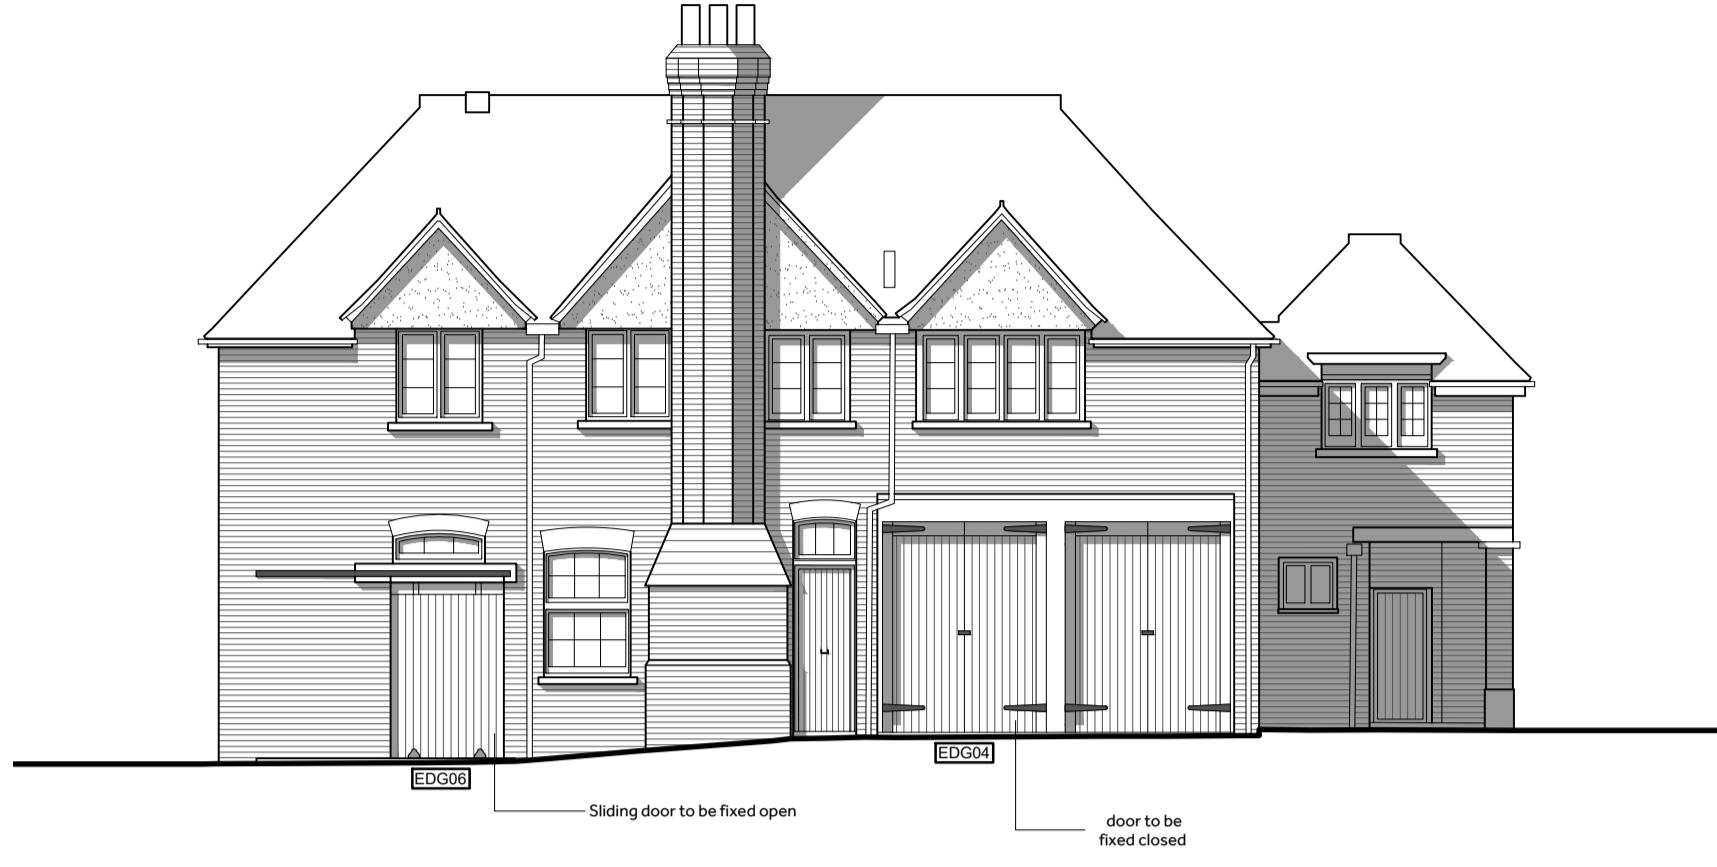 EDG06
EDG04
Sliding door to be fixed open
door to be
fixed closed